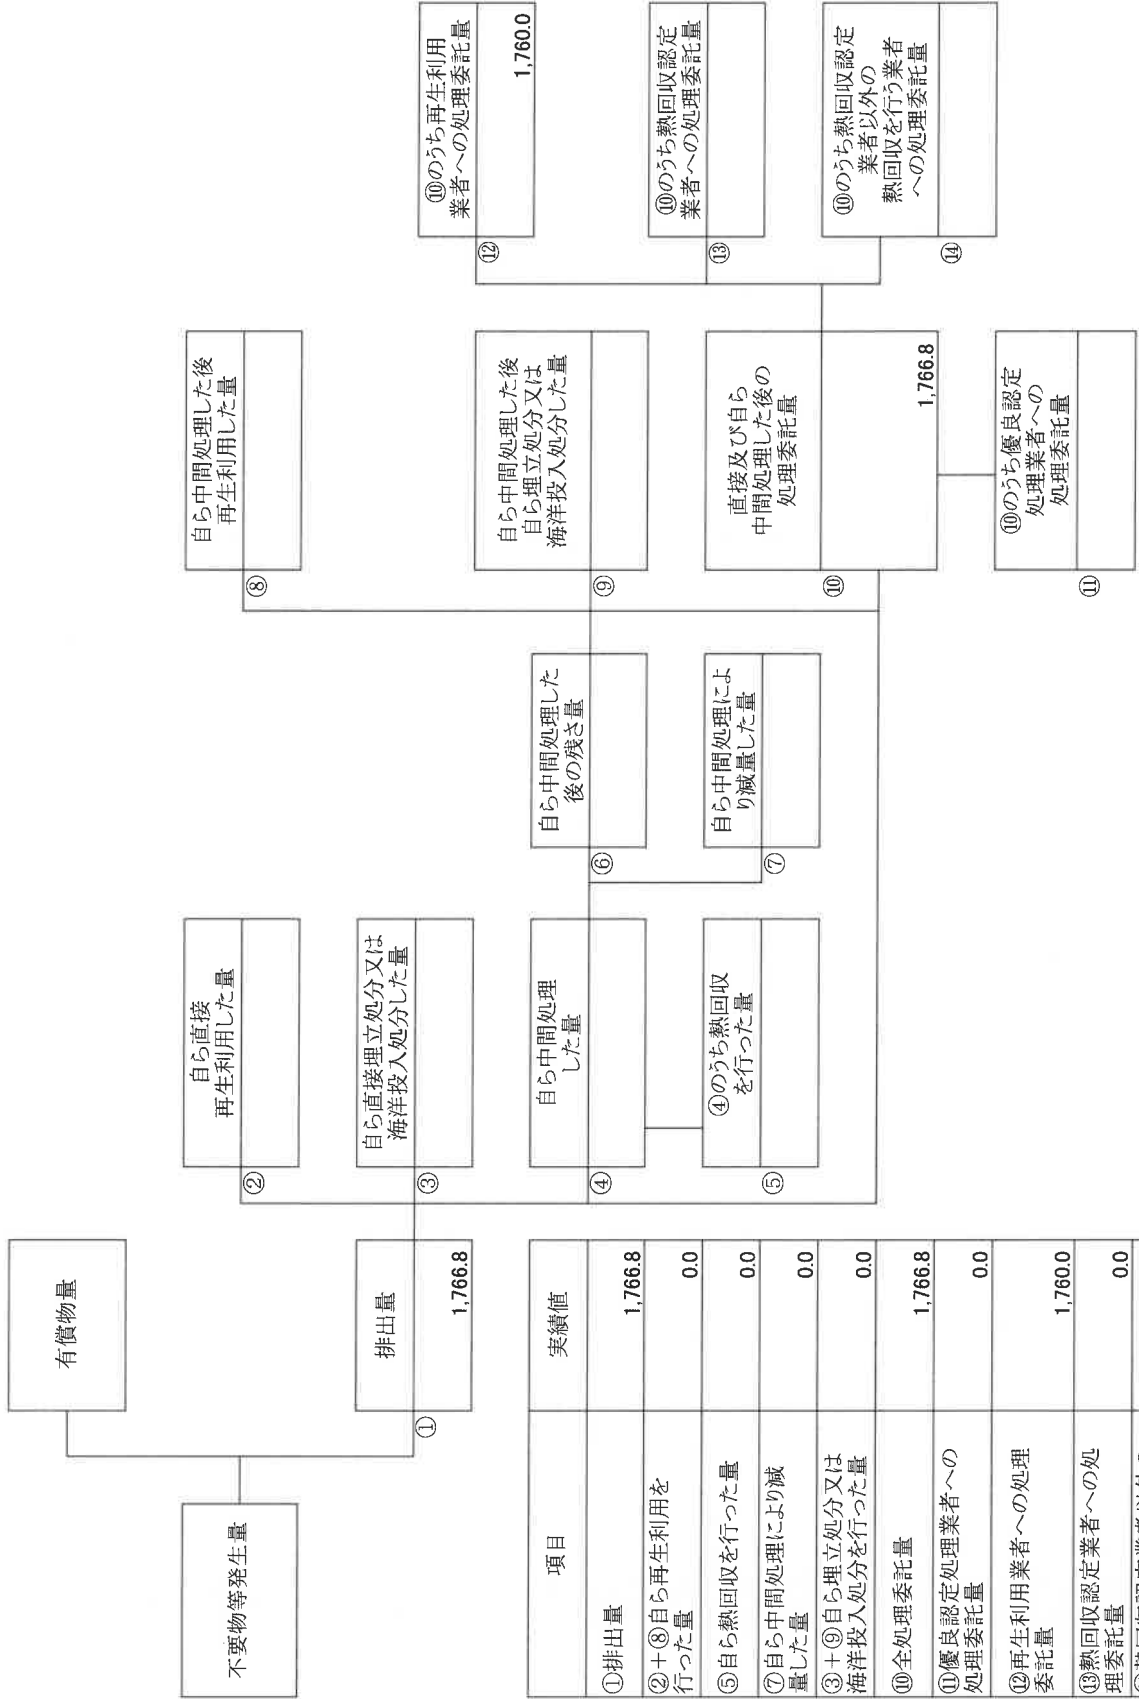 不要物等発生量
有償物量
排出量
①
1,766.8
②
自ら直接
再生利用した量
③
自ら直接埋立処分又は
海洋投入処分した量
④
自ら中間処理
した量
⑤
④のうち熱回収
を行った量
⑥
自ら中間処理した
後の残さ量
⑦
自ら中間処理によ
り減量した量
⑧
自ら中間処理した後
再生利用した量
⑨
自ら中間処理した後
自ら埋立処分又は
海洋投入処分した量
⑩
直接及び自ら
中間処理した後の
処理委託量
1,766.8
⑪
⑩のうち優良認定
処理業者への
処理委託量
⑫
⑩のうち再生利用
業者への処理委託量
1,760.0
⑬
⑩のうち熱回収認定
業者への処理委託量
⑭
⑩のうち熱回収認定
業者以外の
熱回収を行う業者
への処理委託量
項目 実績値
①排出量 1,766.8
②+⑧自ら再生利用を
行った量 0.0
⑤自ら熱回収を行った量 0.0
⑦自ら中間処理により減
量した量 0.0
③+⑨自ら埋立処分又は
海洋投入処分を行った量 0.0
⑩全処理委託量 1,766.8
⑪優良認定処理業者への
処理委託量 0.0
⑫再生利用業者への処理
委託量 1,760.0
⑬熱回収認定業者への処
理委託量 0.0